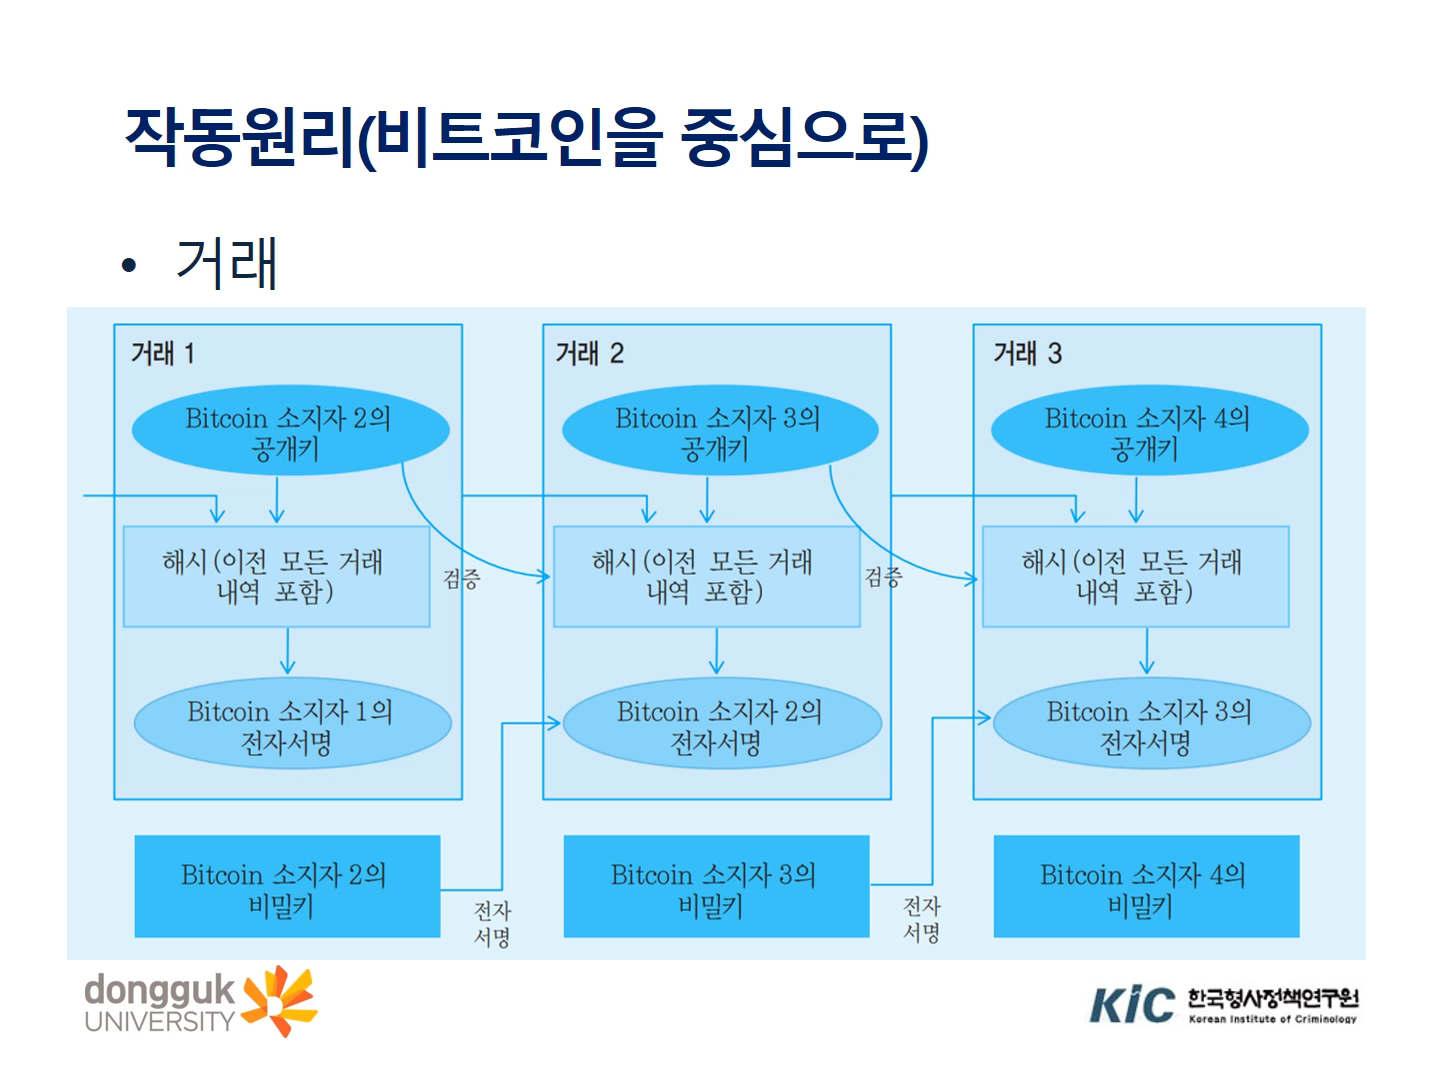 작동원리(비트코인을 중심으로)
• 거래
거래 1
Bitcoin 소지자 2의
공개키
해시(이전 모든 거래
내역 포함)
Bitcoin 소지자 1의
전자서명
Bitcoin 소지자 2의
비밀키
검증
전자
서명
거래 2
Bitcoin 소지자 3의
공개키
해시(이전 모든 거래
내역 포함)
Bitcoin 소지자 2의
전자서명
Bitcoin 소지자 3의
비밀키
검증
전자
서명
거래 3
Bitcoin 소지자 4의
공개키
해시(이전 모든 거래
내역 포함)
Bitcoin 소지자 3의
전자서명
Bitcoin 소지자 4의
비밀키
dongguk
UNIVERSITY
KiC 한국형사정책연구원
Korean Institute of Criminology